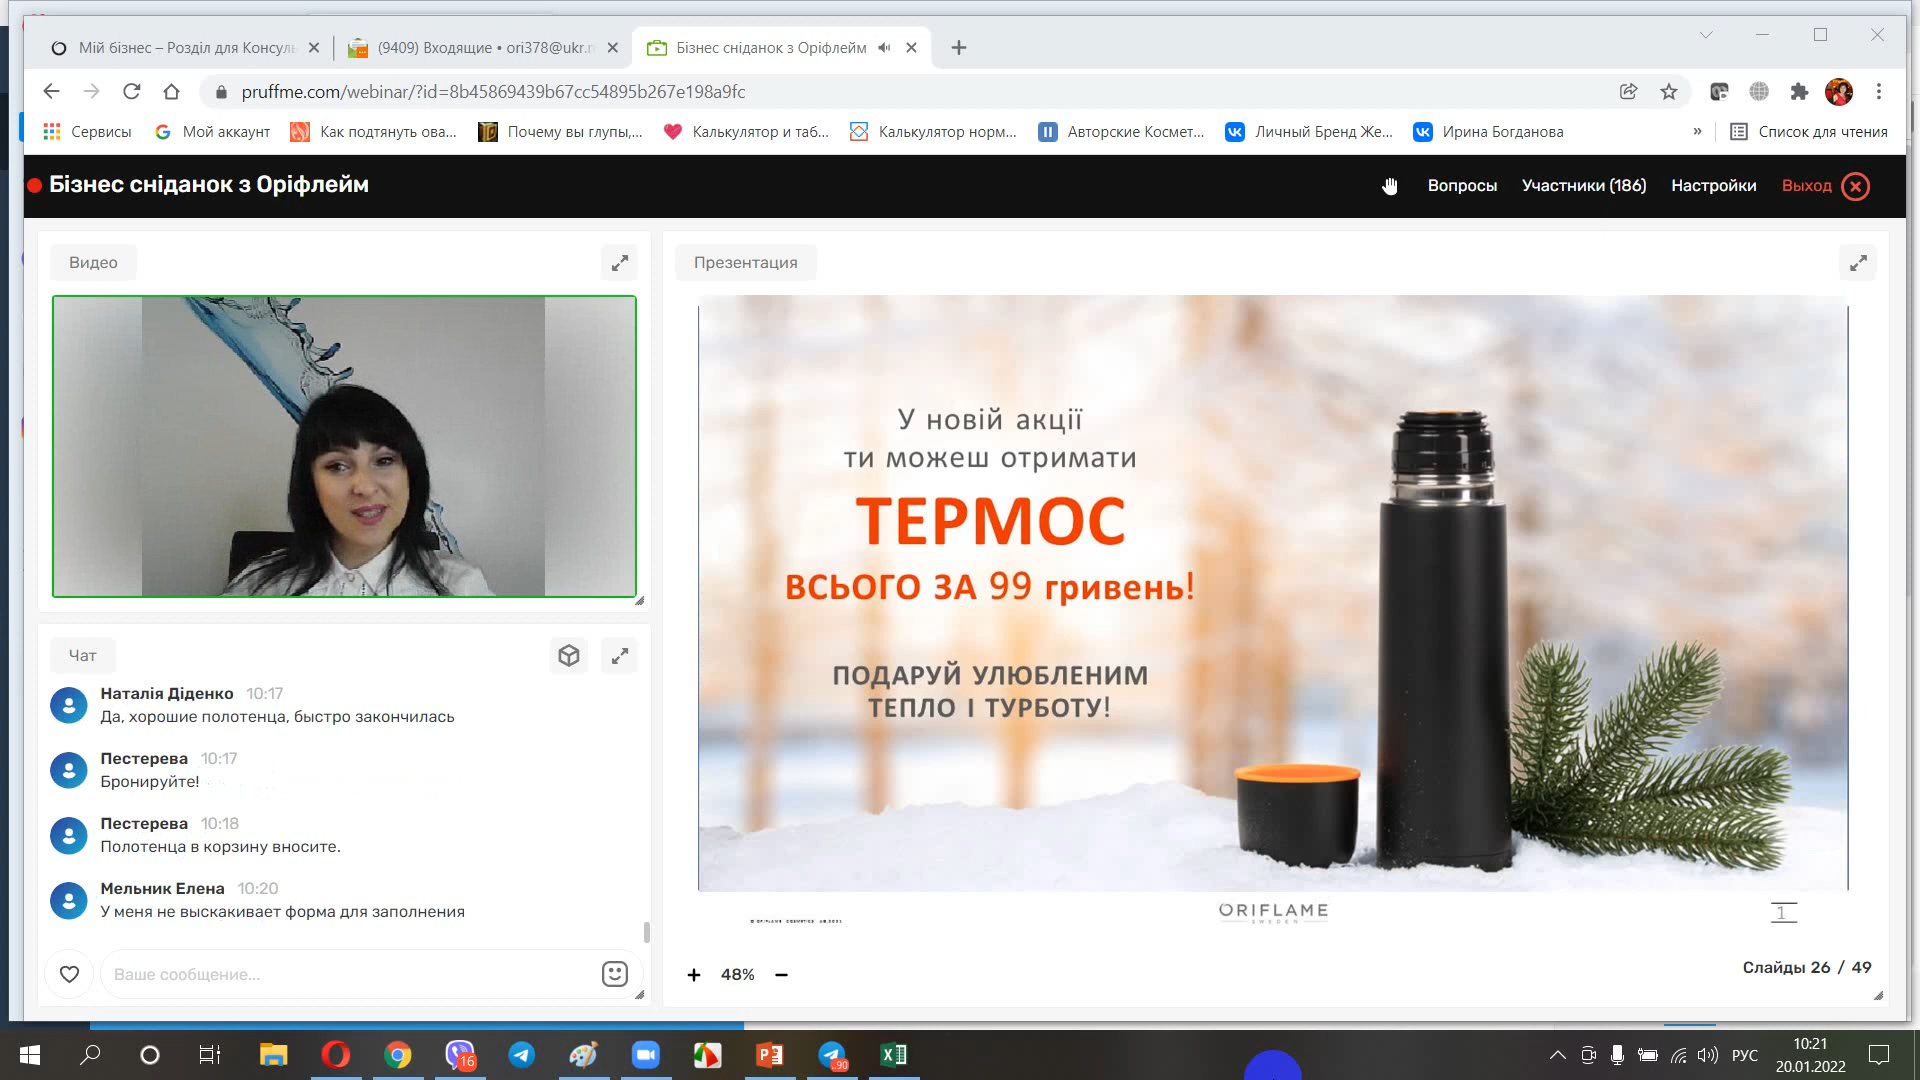 Мій бізнес – Розділ для Консуль
(9409) Входящие • ori378@ukr.n
Бізнес сніданок з Оріфлейм
pruffme.com/webinar/?id=8b45869439b67cc54895b267e198a9fc
Сервисы
Мой аккаунт
Как подтянуть ова...
Почему вы глупы,...
Калькулятор и таб...
Калькулятор норм...
Авторские Космет...
Личный Бренд Же...
Ирина Богданова
»
Список для чтения
Бізнес сніданок з Оріфлейм
Вопросы
Участники (186)
Настройки
Выход
Видео
Презентация
У новій акції
ти можеш отримати
ТЕРМОС
ВСЬОГО ЗА 99 гривень!
ПОДАРУЙ УЛЮБЛЕНИМ
ТЕПЛО І ТУРБОТУ!
ORIFLAME
SWEDEN
1
Чат
Наталія Діденко 10:17
Да, хорошие полотенца, быстро закончилась
Пестерева 10:17
Бронируйте!
Пестерева 10:18
Полотенца в корзину вносите.
Мельник Елена 10:20
У меня не выскакивает форма для заполнения
Ваше сообщение...
+ 48% −
Слайды 26 / 49
16
90
РУС
10:21
20.01.2022